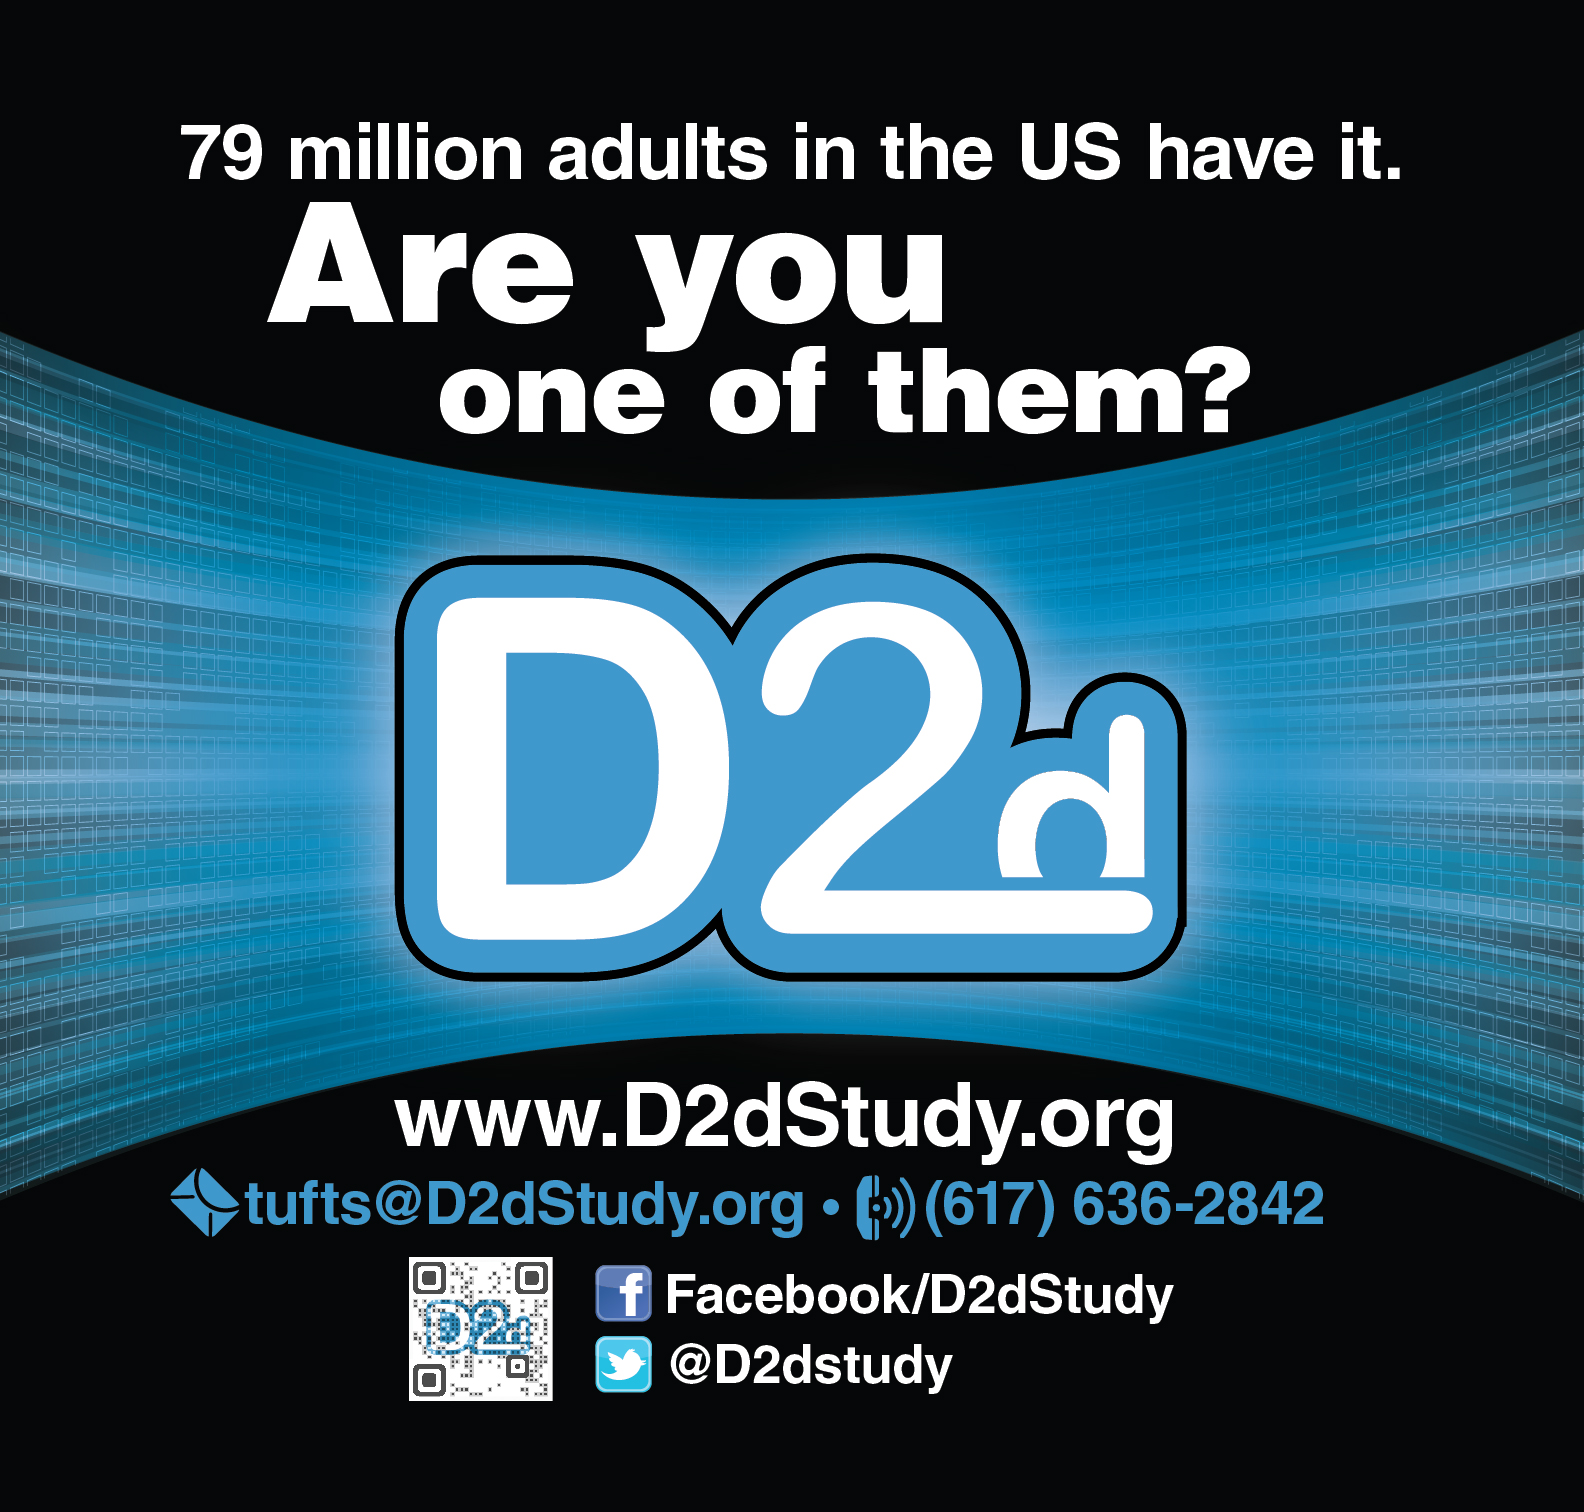 79 million adults in the US have it.
Are you
one of them?
D2d
www.D2dStudy.org
tufts@D2dStudy.org • (617) 636-2842
D2d
f Facebook/D2dStudy
@D2dstudy